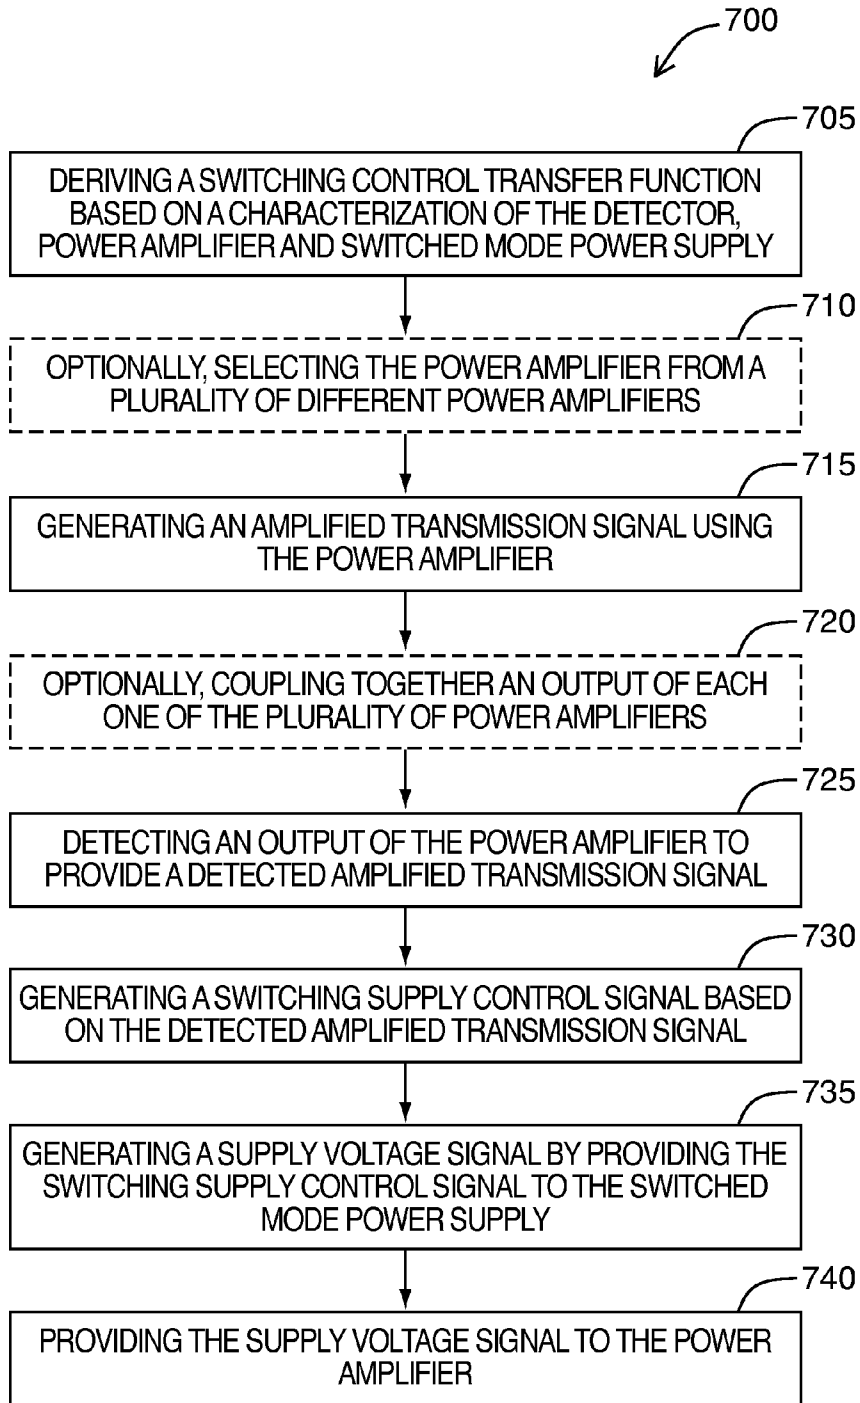 700
705
DERIVING A SWITCHING CONTROL TRANSFER FUNCTION
BASED ON A CHARACTERIZATION OF THE DETECTOR,
POWER AMPLIFIER AND SWITCHED MODE POWER SUPPLY
710
OPTIONALLY, SELECTING THE POWER AMPLIFIER FROM A
PLURALITY OF DIFFERENT POWER AMPLIFIERS
715
GENERATING AN AMPLIFIED TRANSMISSION SIGNAL USING
THE POWER AMPLIFIER
720
OPTIONALLY, COUPLING TOGETHER AN OUTPUT OF EACH
ONE OF THE PLURALITY OF POWER AMPLIFIERS
725
DETECTING AN OUTPUT OF THE POWER AMPLIFIER TO
PROVIDE A DETECTED AMPLIFIED TRANSMISSION SIGNAL
730
GENERATING A SWITCHING SUPPLY CONTROL SIGNAL BASED
ON THE DETECTED AMPLIFIED TRANSMISSION SIGNAL
735
GENERATING A SUPPLY VOLTAGE SIGNAL BY PROVIDING THE
SWITCHING SUPPLY CONTROL SIGNAL TO THE SWITCHED
MODE POWER SUPPLY
740
PROVIDING THE SUPPLY VOLTAGE SIGNAL TO THE POWER
AMPLIFIER